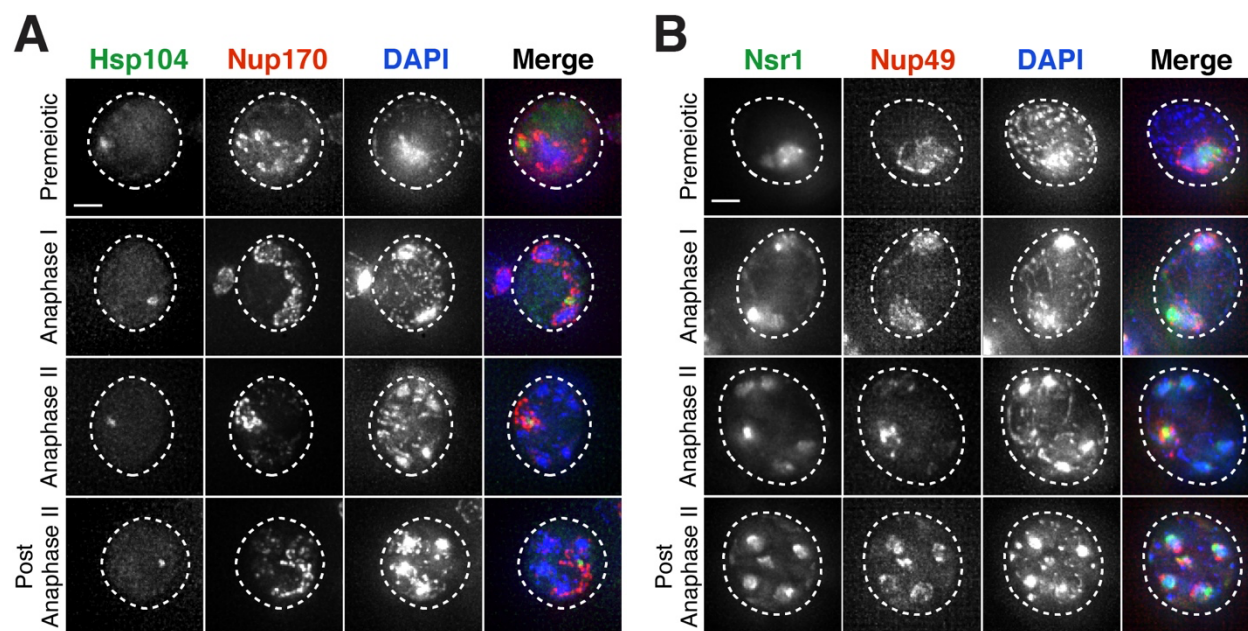 A
Hsp104 Nup170 DAPI Merge
Premeiotic
Anaphase I
Anaphase II
Post
Anaphase II
B
Nsr1 Nup49 DAPI Merge
Premeiotic
Anaphase I
Anaphase II
Post
Anaphase II